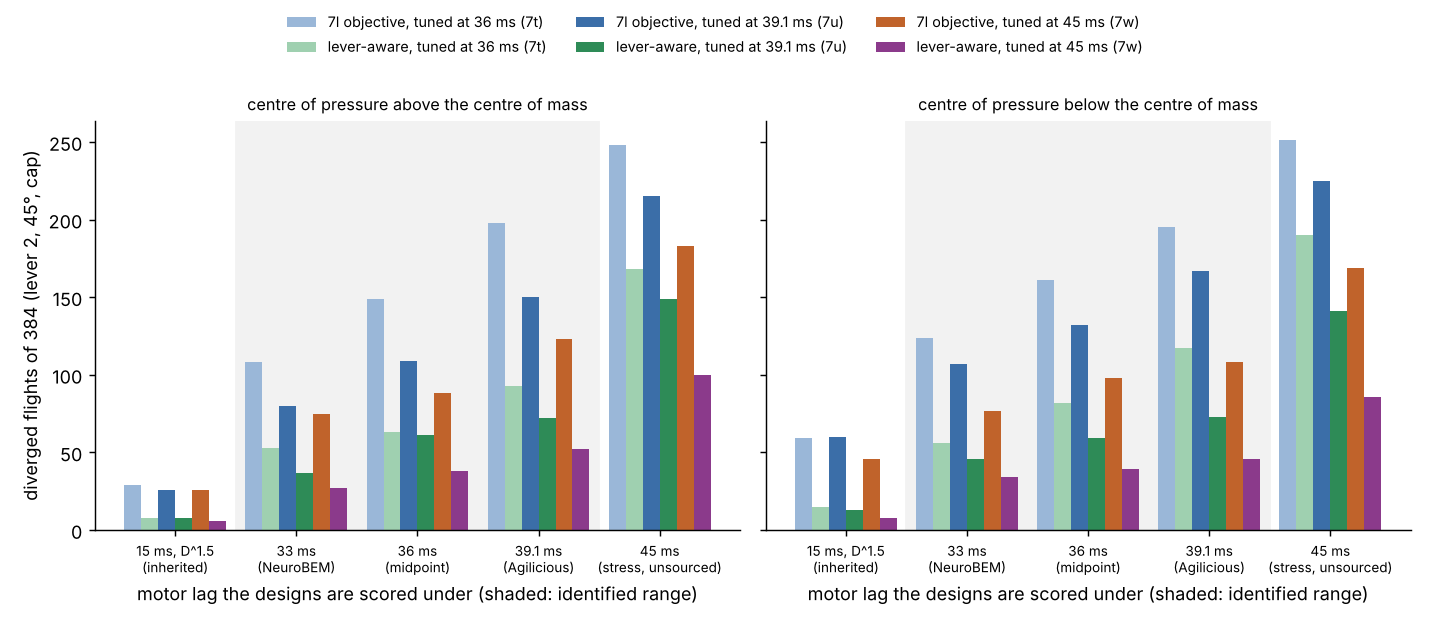 7l objective, tuned at 36 ms (7t)
7l objective, tuned at 39.1 ms (7u)
7l objective, tuned at 45 ms (7w)
lever-aware, tuned at 36 ms (7t)
lever-aware, tuned at 39.1 ms (7u)
lever-aware, tuned at 45 ms (7w)
centre of pressure above the centre of mass
centre of pressure below the centre of mass
diverged flights of 384 (lever 2, 45°, cap)
250
200
150
100
50
0
15 ms, D^1.5
(inherited)
33 ms
(NeuroBEM)
36 ms
(midpoint)
39.1 ms
(Agilicious)
45 ms
(stress, unsourced)
motor lag the designs are scored under (shaded: identified range)
15 ms, D^1.5
(inherited)
33 ms
(NeuroBEM)
36 ms
(midpoint)
39.1 ms
(Agilicious)
45 ms
(stress, unsourced)
motor lag the designs are scored under (shaded: identified range)